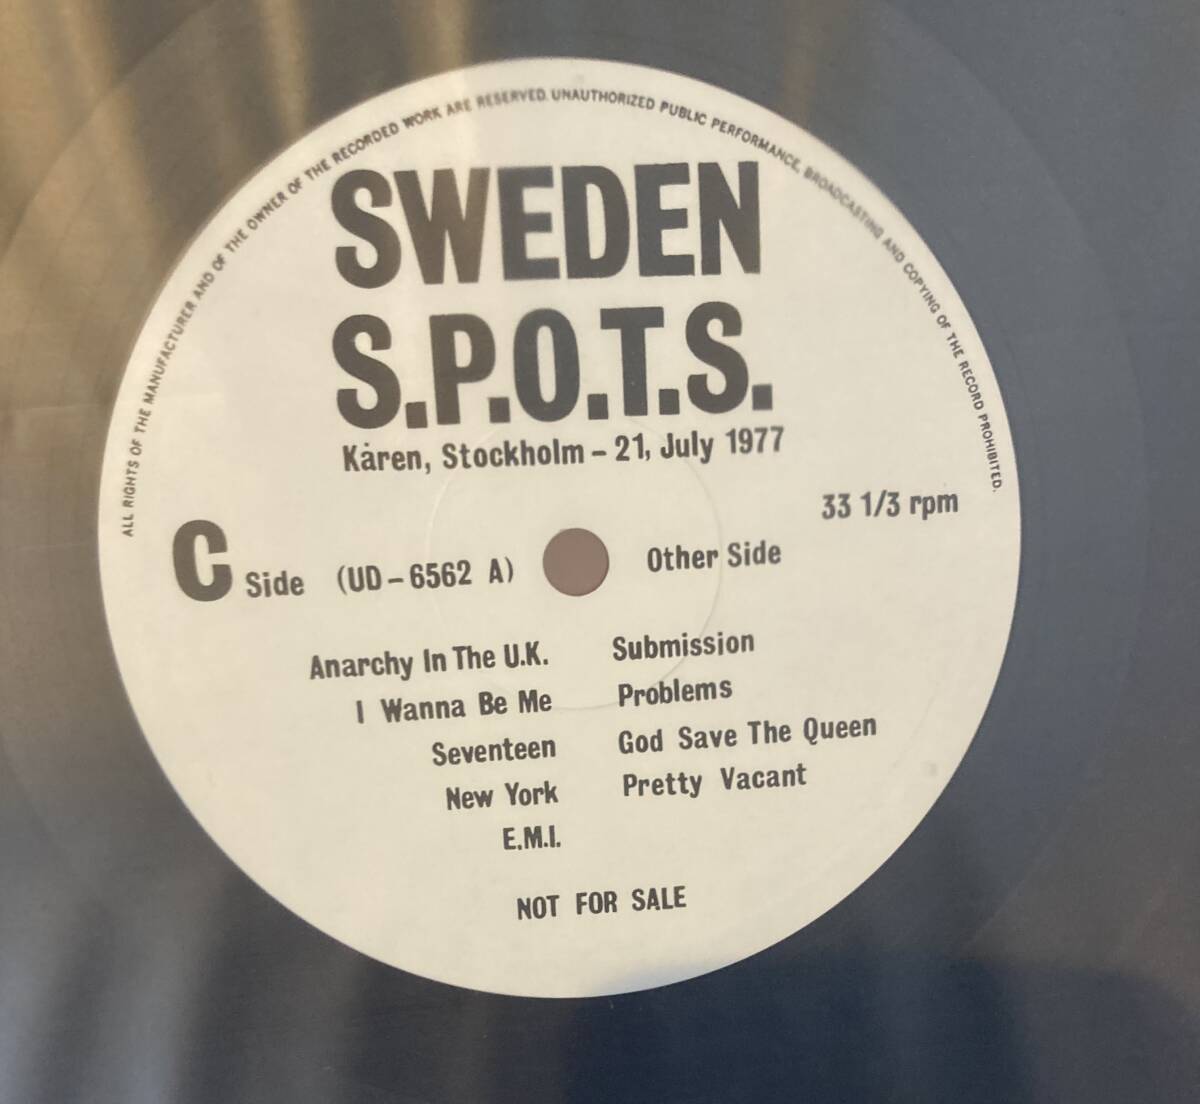 ALL RIGHTS OF THE MANUFACTURER AND OF THE OWNER OF THE RECORDED WORK ARE RESERVED. UNAUTHORIZED PUBLIC PERFORMANCE, BROADCASTING AND COPYING OF THE RECORD PROHIBITED.
SWEDEN
S.P.O.T.S.
Kåren, Stockholm – 21, July 1977
33 1/3 rpm
C Side (UD – 6562 A) Other Side
Anarchy In The U.K. Submission
I Wanna Be Me Problems
Seventeen God Save The Queen
New York Pretty Vacant
E.M.I.
NOT FOR SALE